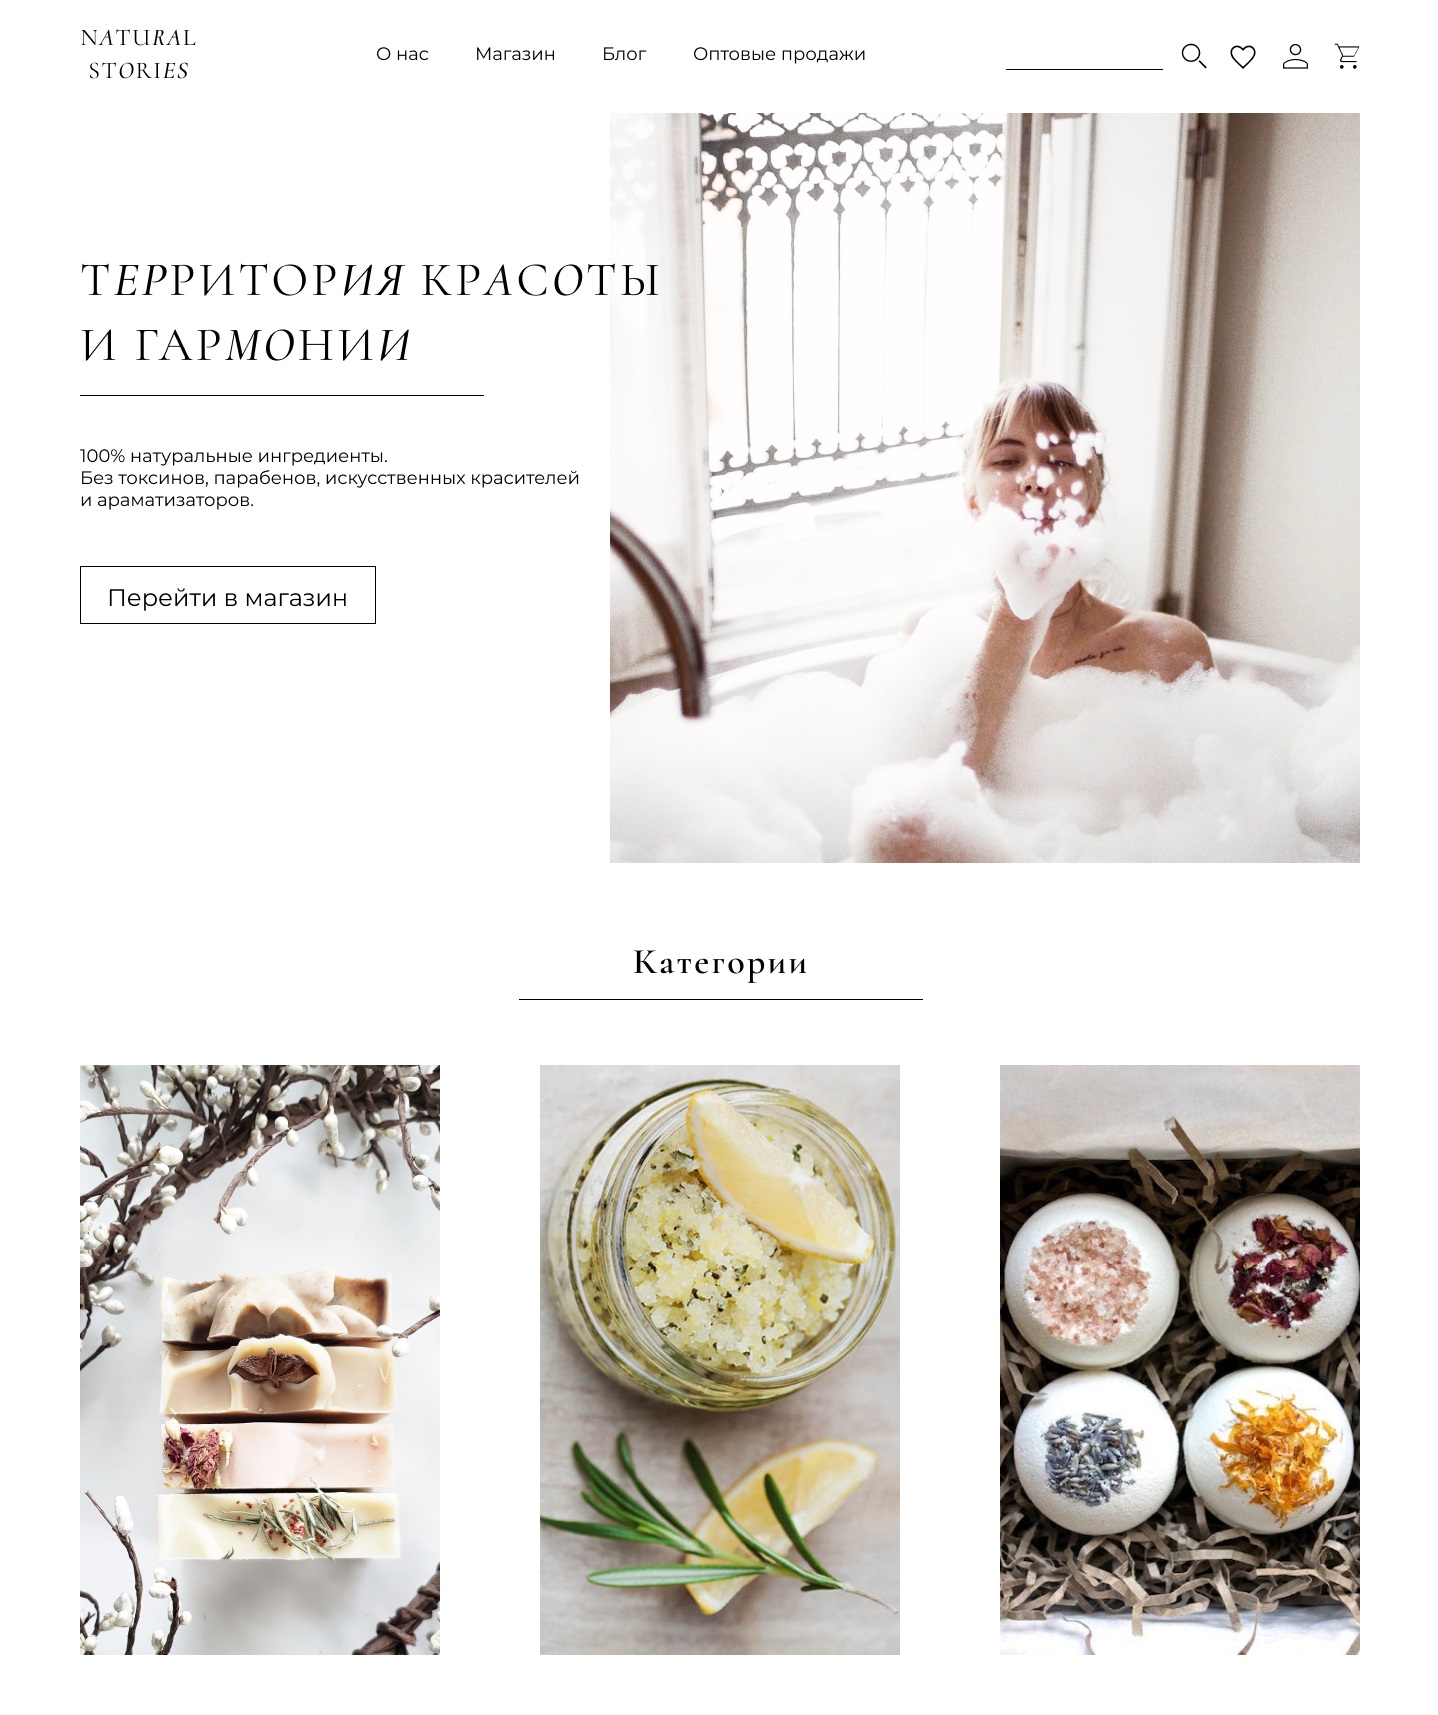 NATURAL
STORIES
О нас Магазин Блог Оптовые продажи
ТЕРРИТОРИЯ КРАСОТЫ
И ГАРМОНИИ
100% натуральные ингредиенты.
Без токсинов, парабенов, искусственных красителей
и араматизаторов.
Перейти в магазин
Категории